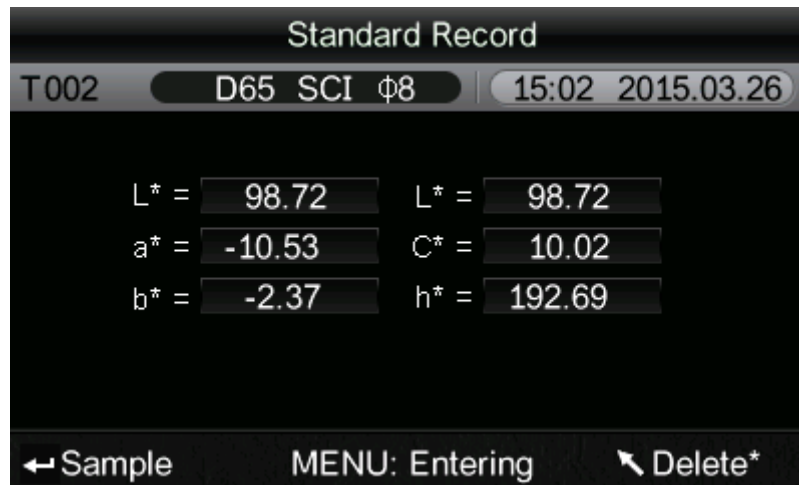 Standard Record
T002 D65 SCI Φ8 15:02 2015.03.26
L* = 98.72 L* = 98.72
a* = -10.53 C* = 10.02
b* = -2.37 h* = 192.69
↵ Sample MENU: Entering ↖ Delete*